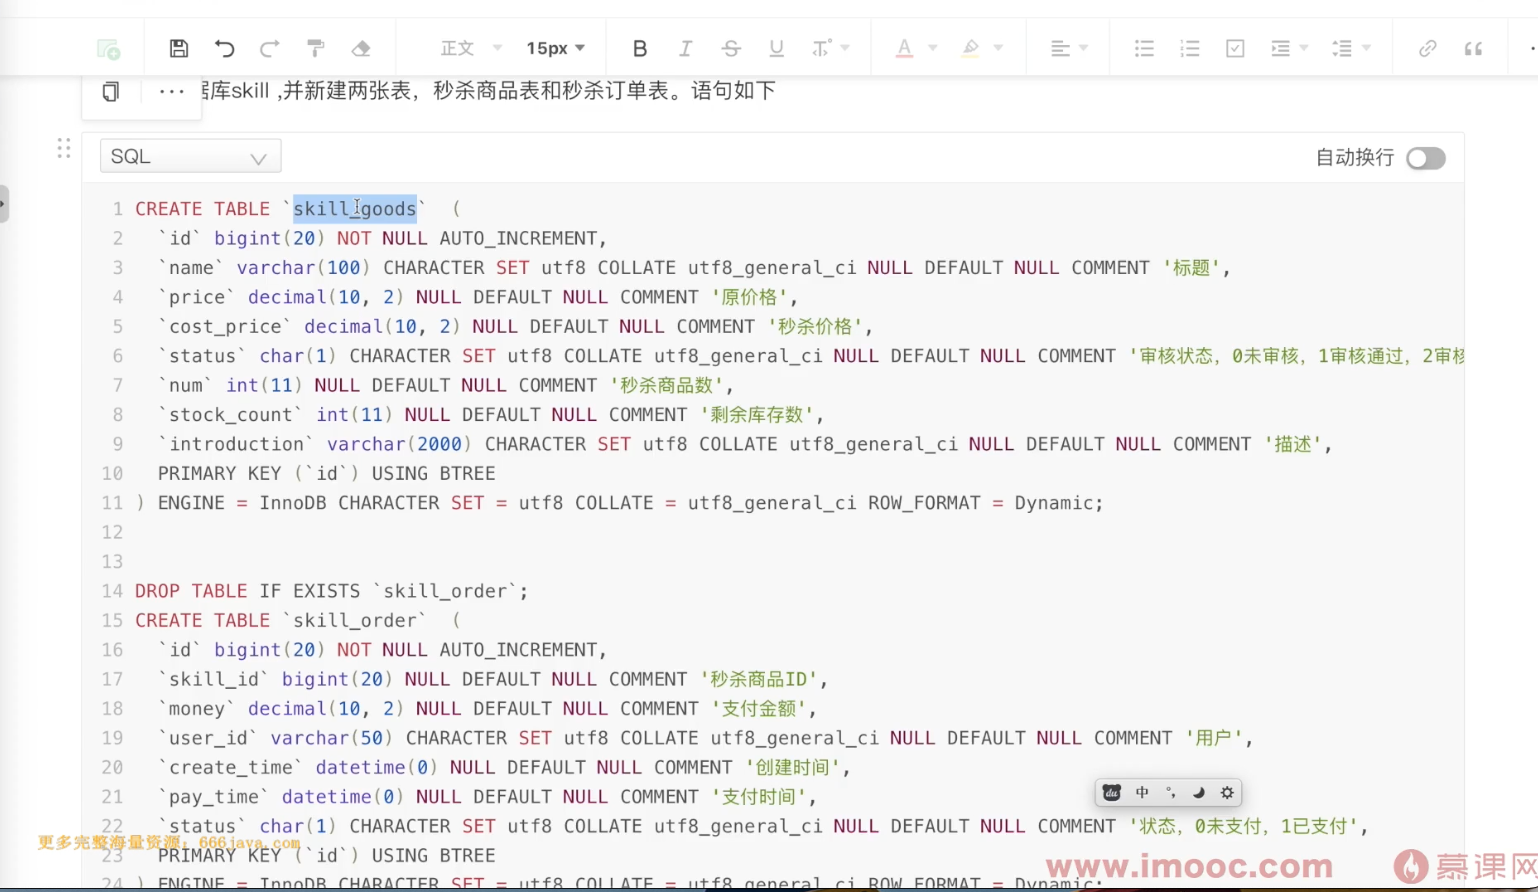 正文 15px B I S U
据库skill ,并新建两张表，秒杀商品表和秒杀订单表。语句如下
SQL 自动换行
1 CREATE TABLE `skill_goods`  (
2   `id` bigint(20) NOT NULL AUTO_INCREMENT,
3   `name` varchar(100) CHARACTER SET utf8 COLLATE utf8_general_ci NULL DEFAULT NULL COMMENT '标题',
4   `price` decimal(10, 2) NULL DEFAULT NULL COMMENT '原价格',
5   `cost_price` decimal(10, 2) NULL DEFAULT NULL COMMENT '秒杀价格',
6   `status` char(1) CHARACTER SET utf8 COLLATE utf8_general_ci NULL DEFAULT NULL COMMENT '审核状态，0未审核，1审核通过，2审核
7   `num` int(11) NULL DEFAULT NULL COMMENT '秒杀商品数',
8   `stock_count` int(11) NULL DEFAULT NULL COMMENT '剩余库存数',
9   `introduction` varchar(2000) CHARACTER SET utf8 COLLATE utf8_general_ci NULL DEFAULT NULL COMMENT '描述',
10   PRIMARY KEY (`id`) USING BTREE
11 ) ENGINE = InnoDB CHARACTER SET = utf8 COLLATE = utf8_general_ci ROW_FORMAT = Dynamic;
12
13
14 DROP TABLE IF EXISTS `skill_order`;
15 CREATE TABLE `skill_order`  (
16   `id` bigint(20) NOT NULL AUTO_INCREMENT,
17   `skill_id` bigint(20) NULL DEFAULT NULL COMMENT '秒杀商品ID',
18   `money` decimal(10, 2) NULL DEFAULT NULL COMMENT '支付金额',
19   `user_id` varchar(50) CHARACTER SET utf8 COLLATE utf8_general_ci NULL DEFAULT NULL COMMENT '用户',
20   `create_time` datetime(0) NULL DEFAULT NULL COMMENT '创建时间',
21   `pay_time` datetime(0) NULL DEFAULT NULL COMMENT '支付时间',
中
22   `status` char(1) CHARACTER SET utf8 COLLATE utf8_general_ci NULL DEFAULT NULL COMMENT '状态，0未支付，1已支付',
更多完整海量资源：666java.com
23   PRIMARY KEY (`id`) USING BTREE
www.imooc.com 慕课网
24 ) ENGINE = InnoDB CHARACTER SET = utf8 COLLATE = utf8_general_ci ROW_FORMAT = Dynamic;